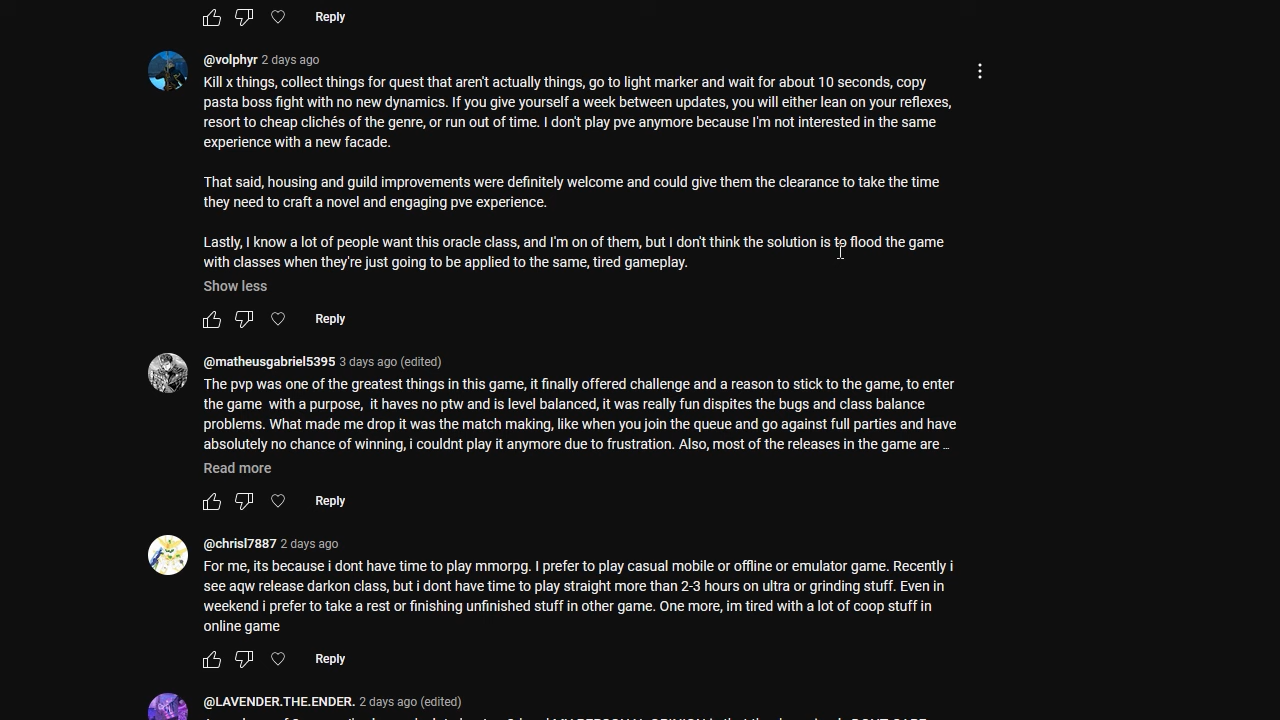 Reply
@volphyr 2 days ago
Kill x things, collect things for quest that aren't actually things, go to light marker and wait for about 10 seconds, copy
pasta boss fight with no new dynamics. If you give yourself a week between updates, you will either lean on your reflexes,
resort to cheap clichés of the genre, or run out of time. I don't play pve anymore because I'm not interested in the same
experience with a new facade.
That said, housing and guild improvements were definitely welcome and could give them the clearance to take the time
they need to craft a novel and engaging pve experience.
Lastly, I know a lot of people want this oracle class, and I'm on of them, but I don't think the solution is to flood the game
with classes when they're just going to be applied to the same, tired gameplay.
Show less
Reply
@matheusgabriel5395 3 days ago (edited)
The pvp was one of the greatest things in this game, it finally offered challenge and a reason to stick to the game, to enter
the game  with a purpose,  it haves no ptw and is level balanced, it was really fun dispites the bugs and class balance
problems. What made me drop it was the match making, like when you join the queue and go against full parties and have
absolutely no chance of winning, i couldnt play it anymore due to frustration. Also, most of the releases in the game are ...
Read more
Reply
@chrisl7887 2 days ago
For me, its because i dont have time to play mmorpg. I prefer to play casual mobile or offline or emulator game. Recently i
see aqw release darkon class, but i dont have time to play straight more than 2-3 hours on ultra or grinding stuff. Even in
weekend i prefer to take a rest or finishing unfinished stuff in other game. One more, im tired with a lot of coop stuff in
online game
Reply
@LAVENDER.THE.ENDER. 2 days ago (edited)